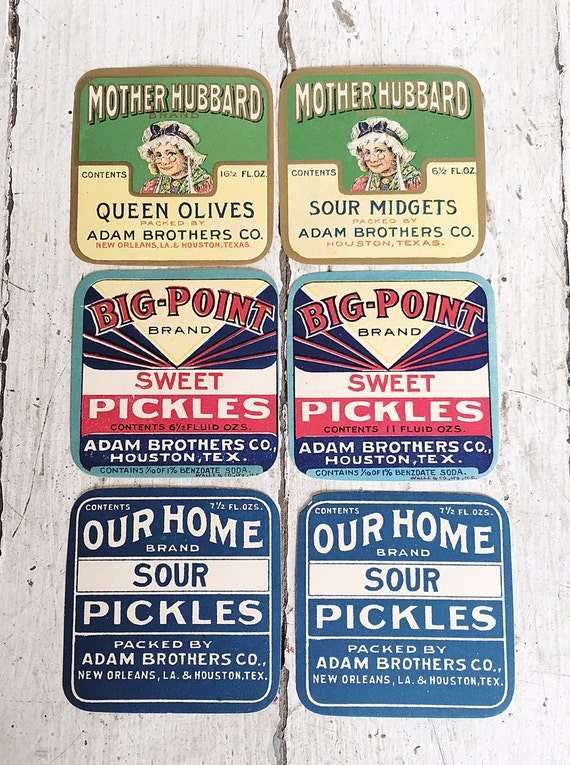 MOTHER HUBBARD
BRAND
CONTENTS 16½ FL.OZ.
QUEEN OLIVES
PACKED BY
ADAM BROTHERS CO.
NEW ORLEANS, LA. & HOUSTON, TEXAS.
MOTHER HUBBARD
BRAND
CONTENTS 6½ FL.OZ.
SOUR MIDGETS
PACKED BY
ADAM BROTHERS CO.
HOUSTON, TEXAS.
BIG-POINT
BRAND
SWEET
PICKLES
CONTENTS 6½ FLUID OZS.
ADAM BROTHERS CO.,
HOUSTON, TEX.
CONTAINS 1/10 OF 1% BENZOATE SODA.
WALLE & CO., LTD., N.O.
BIG-POINT
BRAND
SWEET
PICKLES
CONTENTS 11 FLUID OZS.
ADAM BROTHERS CO.,
HOUSTON, TEX.
CONTAINS 1/10 OF 1% BENZOATE SODA.
WALLE & CO., LTD., N.O.
CONTENTS 7½ FL. OZS.
OUR HOME
BRAND
SOUR
PICKLES
PACKED BY
ADAM BROTHERS CO.,
NEW ORLEANS, LA. & HOUSTON, TEX.
CONTENTS 7½ FL. OZS.
OUR HOME
BRAND
SOUR
PICKLES
PACKED BY
ADAM BROTHERS CO.,
NEW ORLEANS, LA. & HOUSTON, TEX.